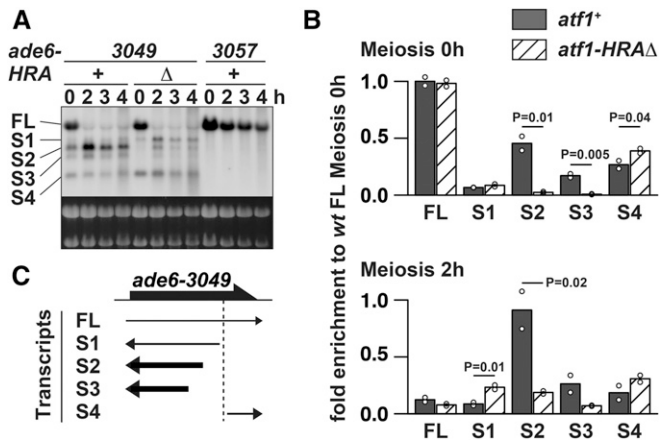 A
ade6- 3049 3057
HRA + Δ +
0 2 3 4 0 2 3 4 0 2 3 4 h
FL
S1
S2
S3
S4
B
atf1+
atf1-HRAΔ
Meiosis 0h
1.0
0.5
0.0
P=0.01
P=0.005
P=0.04
FL S1 S2 S3 S4
fold enrichment to wt FL Meiosis 0h
Meiosis 2h
1.0
0.5
0.0
P=0.01
P=0.02
FL S1 S2 S3 S4
C
ade6-3049
Transcripts
FL
S1
S2
S3
S4